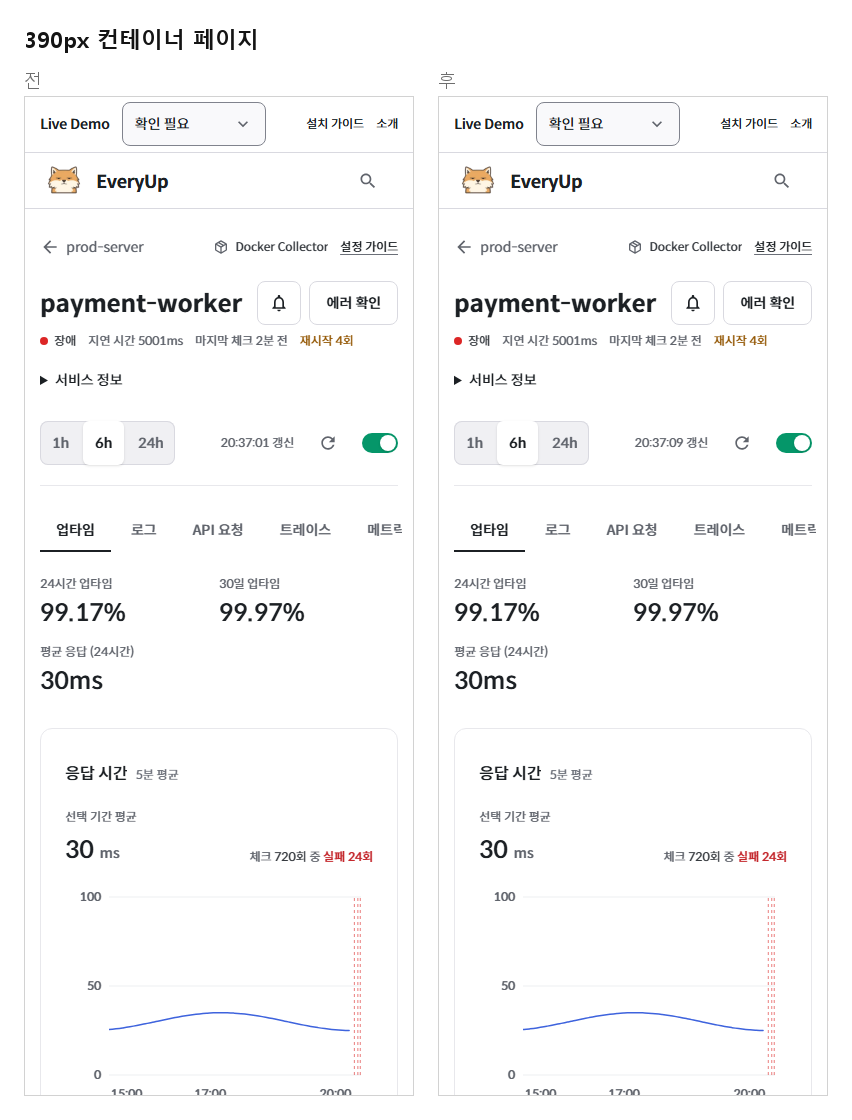 390px 컨테이너 페이지
전
Live Demo 확인 필요 설치 가이드 소개
EveryUp
prod-server Docker Collector 설정 가이드
payment-worker 에러 확인
장애 지연 시간 5001ms 마지막 체크 2분 전 재시작 4회
서비스 정보
1h 6h 24h 20:37:01 갱신
업타임 로그 API 요청 트레이스 메트릭
24시간 업타임 30일 업타임
99.17% 99.97%
평균 응답 (24시간)
30ms
응답 시간 5분 평균
선택 기간 평균
30 ms 체크 720회 중 실패 24회
100
50
0
15:00 17:00 20:00
후
Live Demo 확인 필요 설치 가이드 소개
EveryUp
prod-server Docker Collector 설정 가이드
payment-worker 에러 확인
장애 지연 시간 5001ms 마지막 체크 2분 전 재시작 4회
서비스 정보
1h 6h 24h 20:37:09 갱신
업타임 로그 API 요청 트레이스 메트릭
24시간 업타임 30일 업타임
99.17% 99.97%
평균 응답 (24시간)
30ms
응답 시간 5분 평균
선택 기간 평균
30 ms 체크 720회 중 실패 24회
100
50
0
15:00 17:00 20:00